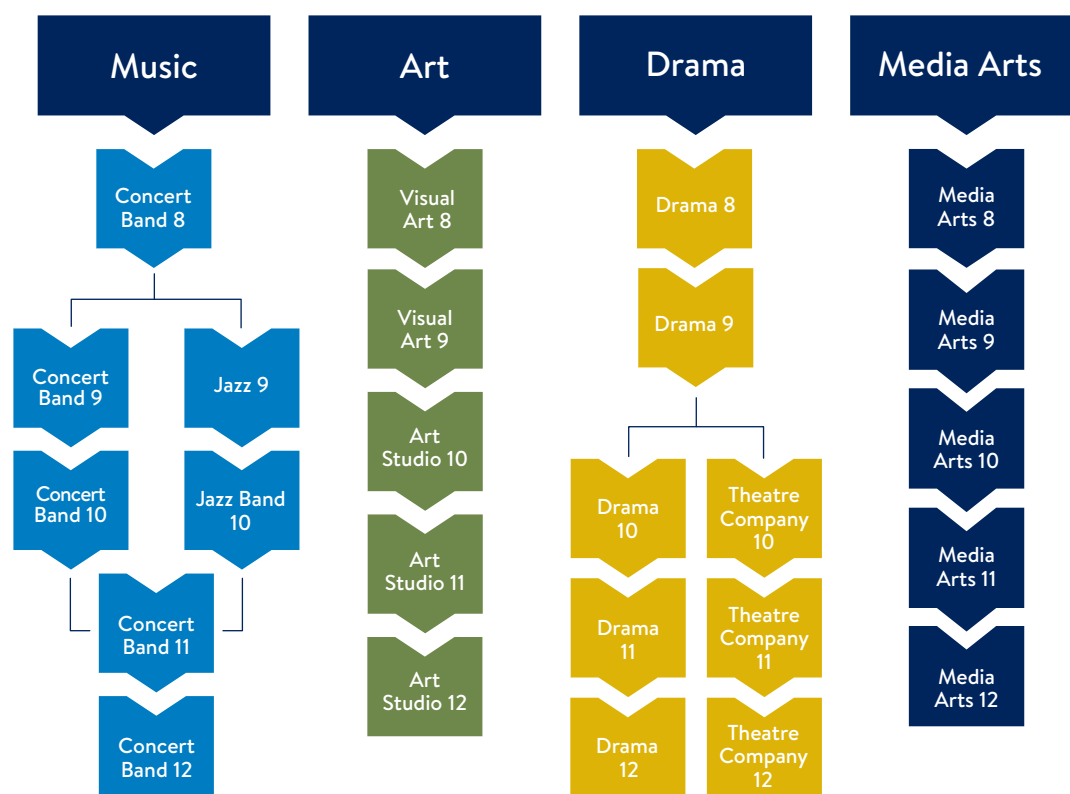 Music
Concert
Band 8
Concert
Band 9
Jazz 9
Concert
Band 10
Jazz Band
10
Concert
Band 11
Concert
Band 12
Art
Visual
Art 8
Visual
Art 9
Art
Studio 10
Art
Studio 11
Art
Studio 12
Drama
Drama 8
Drama 9
Drama
10
Theatre
Company
10
Drama
11
Theatre
Company
11
Drama
12
Theatre
Company
12
Media Arts
Media
Arts 8
Media
Arts 9
Media
Arts 10
Media
Arts 11
Media
Arts 12